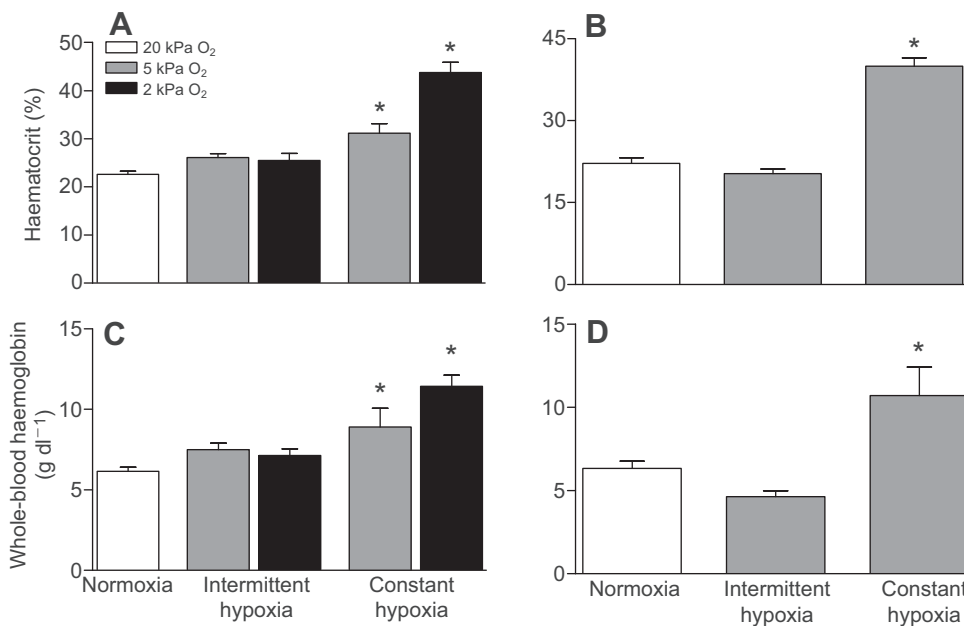 A
20 kPa O₂
5 kPa O₂
2 kPa O₂
*
*
50
40
30
20
10
0
Haematocrit (%)
B
*
45
30
15
0
C
*
*
15
10
5
0
Whole-blood haemoglobin
(g dl⁻¹)
Normoxia
Intermittent
hypoxia
Constant
hypoxia
D
*
15
10
5
0
Normoxia
Intermittent
hypoxia
Constant
hypoxia